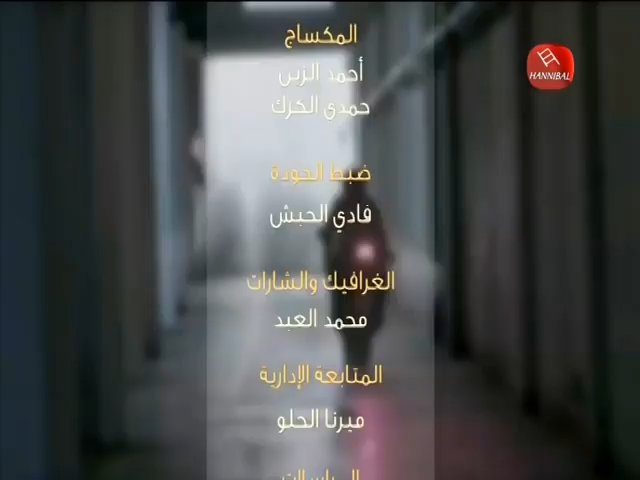 المكساج
أحمد الزين
حمدي الكرك
HANNIBAL
ضبط الجودة
فادي الحبش
الغرافيك والشارات
محمد العبد
المتابعة الإدارية
ميرنا الحلو